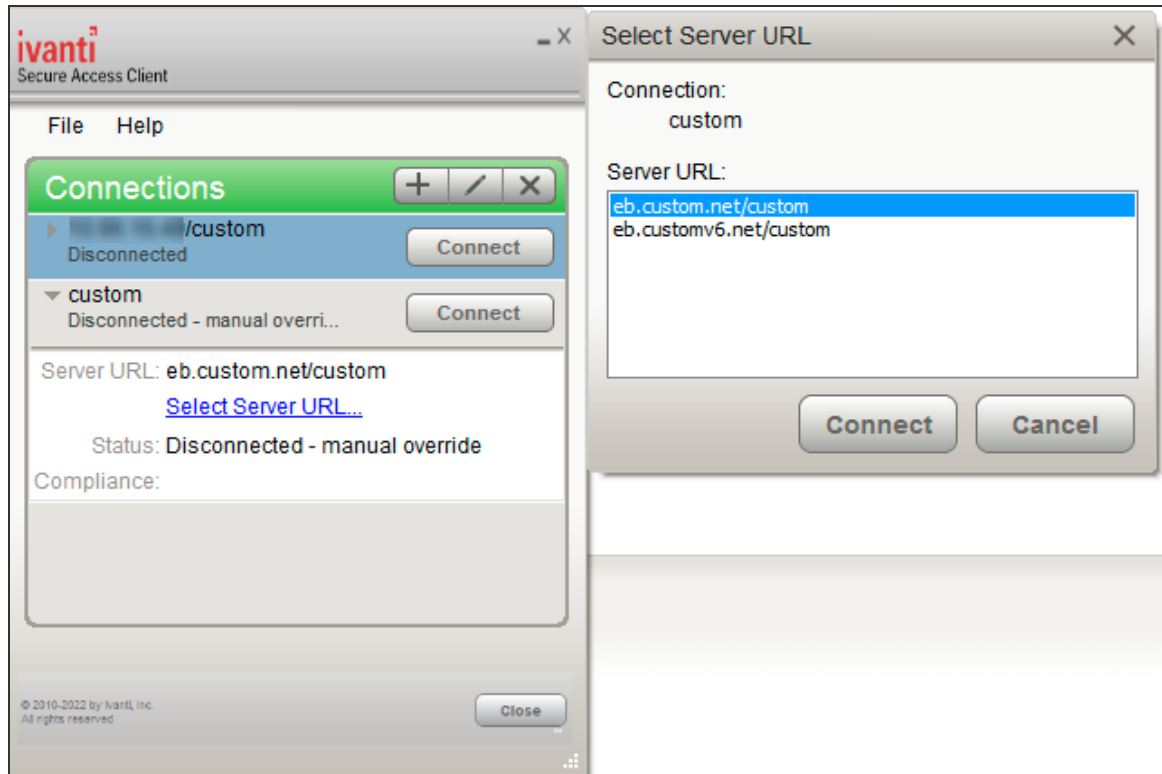 ivanti
Secure Access Client
File Help
Connections
/custom
Disconnected
Connect
custom
Disconnected - manual overri...
Connect
Server URL: eb.custom.net/custom
Select Server URL...
Status: Disconnected - manual override
Compliance:
© 2010-2022 by Ivanti, Inc.
All rights reserved
Close
Select Server URL
Connection:
custom
Server URL:
eb.custom.net/custom
eb.customv6.net/custom
Connect
Cancel